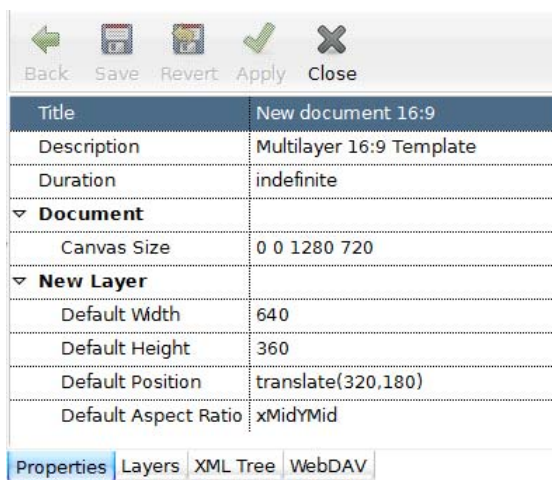 Back Save Revert Apply Close
Title New document 16:9
Description Multilayer 16:9 Template
Duration indefinite
Document
Canvas Size 0 0 1280 720
New Layer
Default Width 640
Default Height 360
Default Position translate(320,180)
Default Aspect Ratio xMidYMid
Properties Layers XML Tree WebDAV